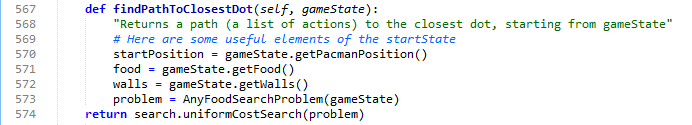 567 def findPathToClosestDot(self, gameState):
568 "Returns a path (a list of actions) to the closest dot, starting from gameState"
569 # Here are some useful elements of the startState
570 startPosition = gameState.getPacmanPosition()
571 food = gameState.getFood()
572 walls = gameState.getWalls()
573 problem = AnyFoodSearchProblem(gameState)
574 return search.uniformCostSearch(problem)